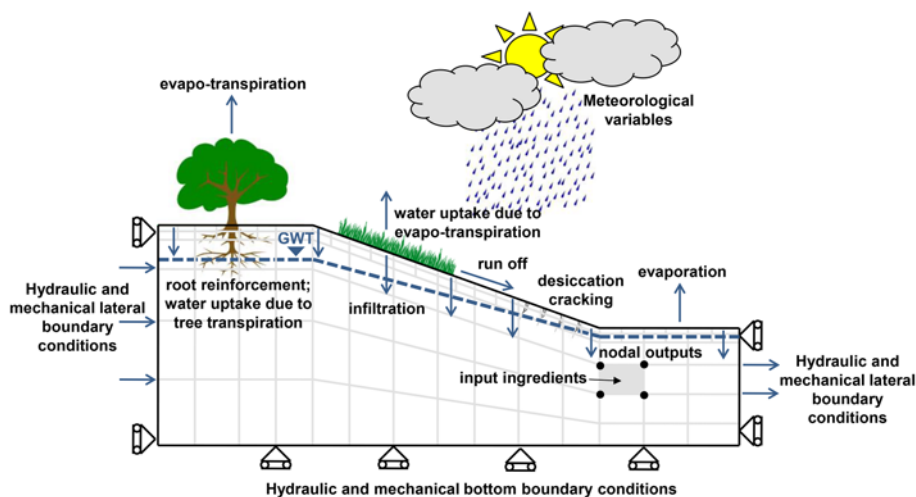 evapo-transpiration
Meteorological
variables
water uptake due to
evapo-transpiration
GWT
run off
desiccation
cracking
evaporation
root reinforcement;
water uptake due to
tree transpiration
infiltration
Hydraulic and
mechanical lateral
boundary
conditions
nodal outputs
input ingredients
Hydraulic and
mechanical lateral
boundary
conditions
Hydraulic and mechanical bottom boundary conditions